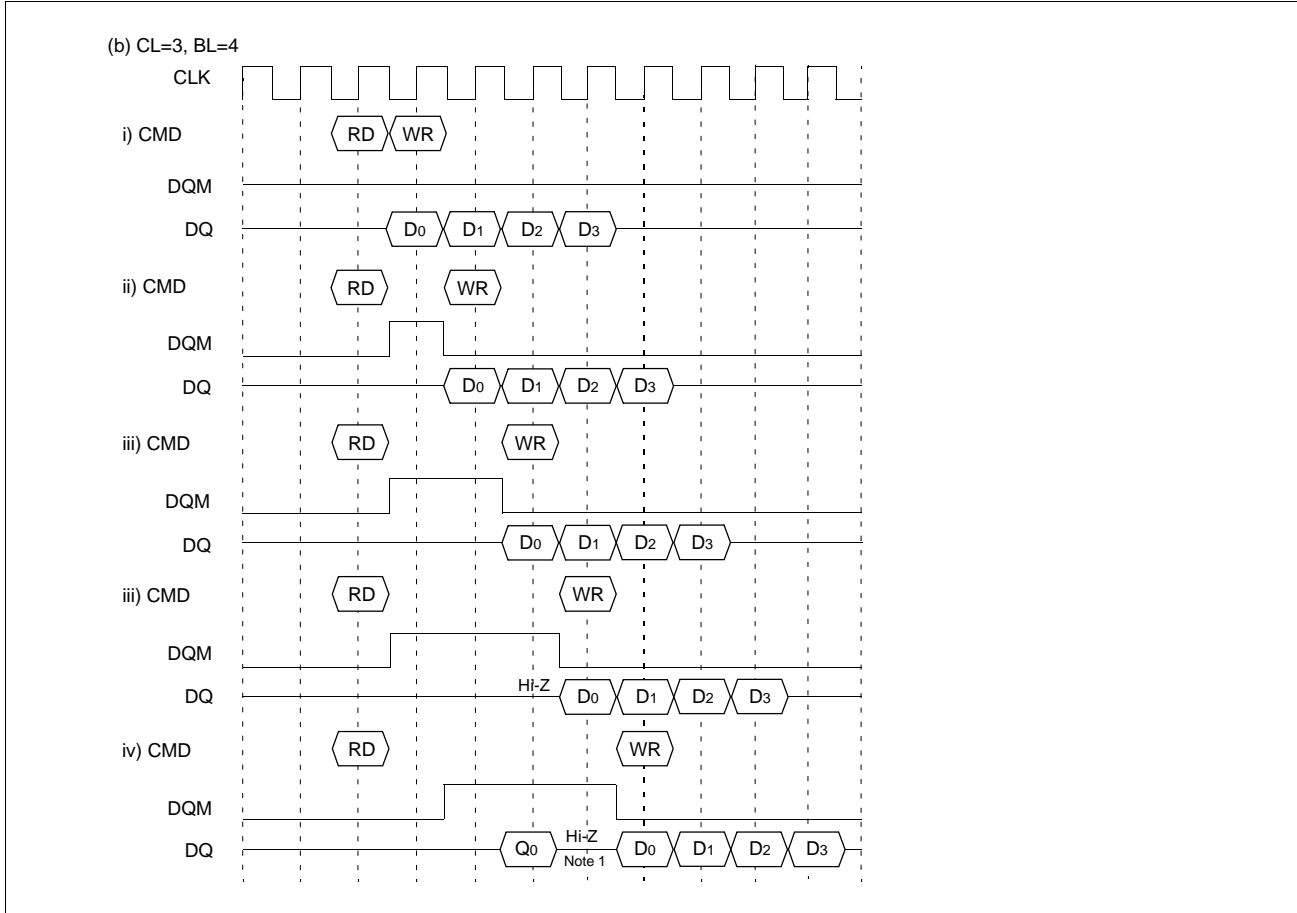 (b) CL=3, BL=4
CLK
i) CMD RD WR
DQM
DQ D0 D1 D2 D3
ii) CMD RD WR
DQM
DQ D0 D1 D2 D3
iii) CMD RD WR
DQM
DQ D0 D1 D2 D3
iii) CMD RD WR
DQM
DQ Hi-Z D0 D1 D2 D3
iv) CMD RD WR
DQM
DQ Q0 Hi-Z D0 D1 D2 D3
Note 1